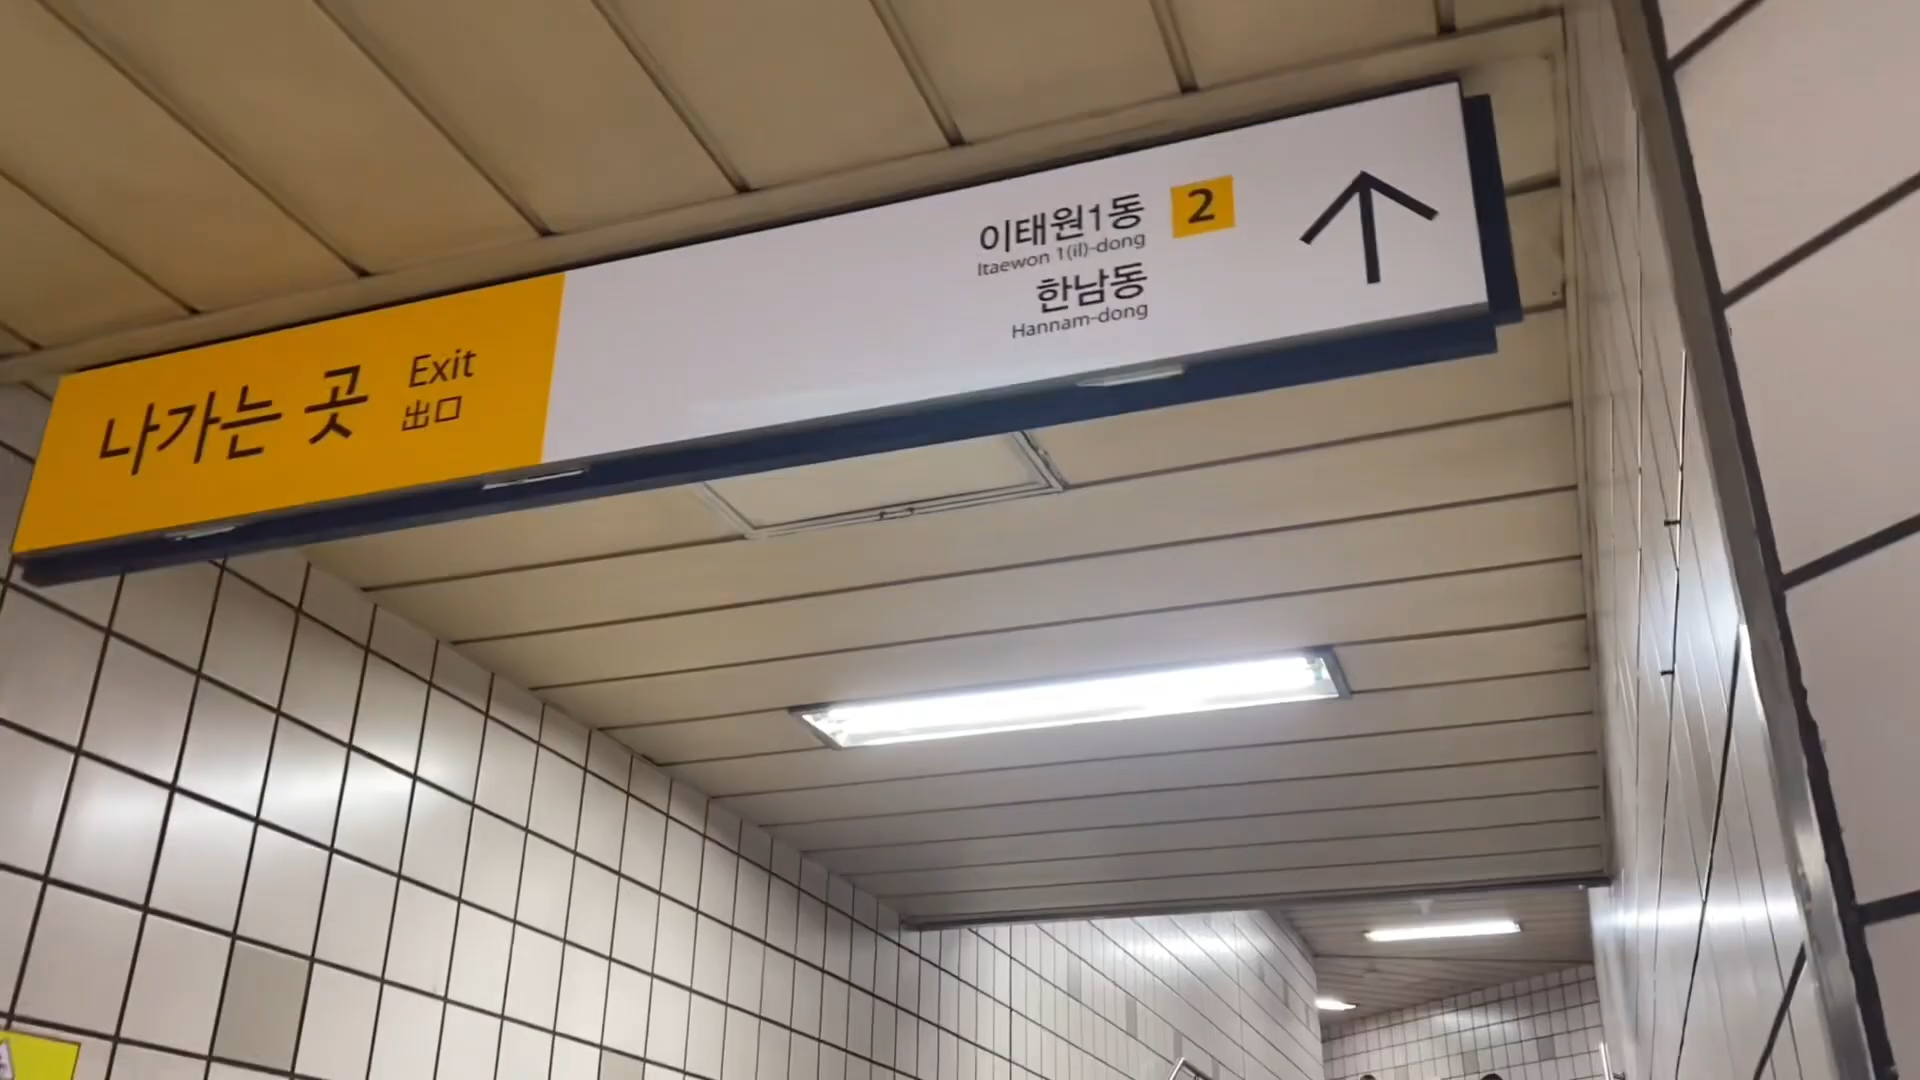 나가는 곳
Exit
出口
이태원1동
Itaewon 1(il)-dong
한남동
Hannam-dong
2